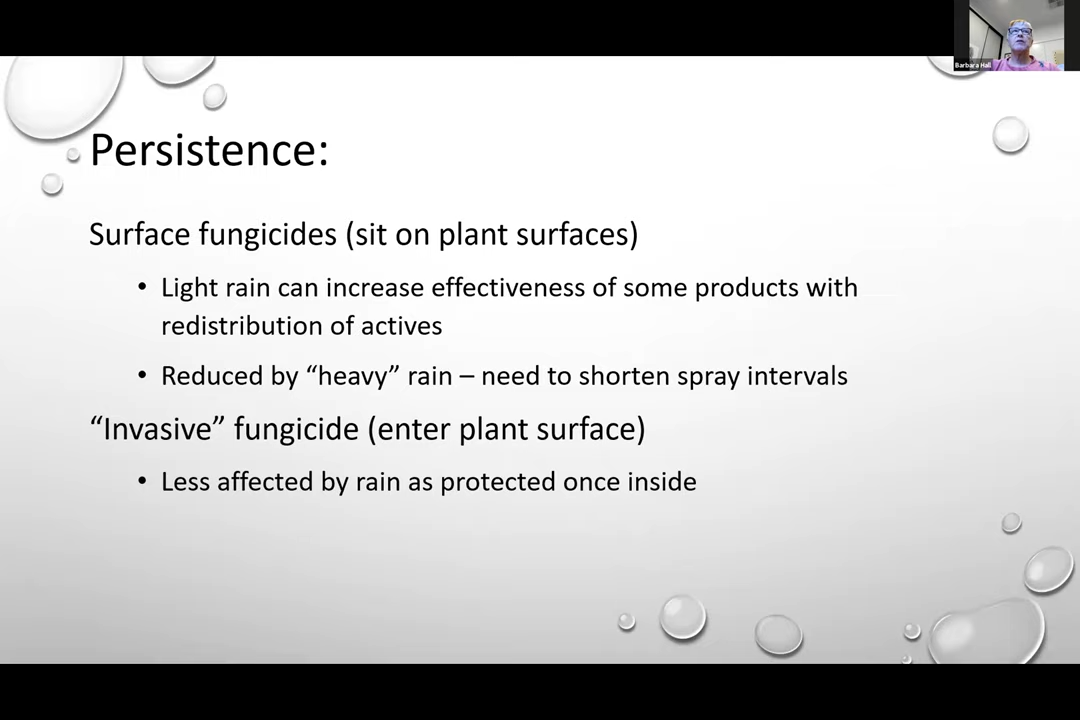 Barbara Hall
Persistence:
Surface fungicides (sit on plant surfaces)
• Light rain can increase effectiveness of some products with
redistribution of actives
• Reduced by “heavy” rain – need to shorten spray intervals
“Invasive” fungicide (enter plant surface)
• Less affected by rain as protected once inside